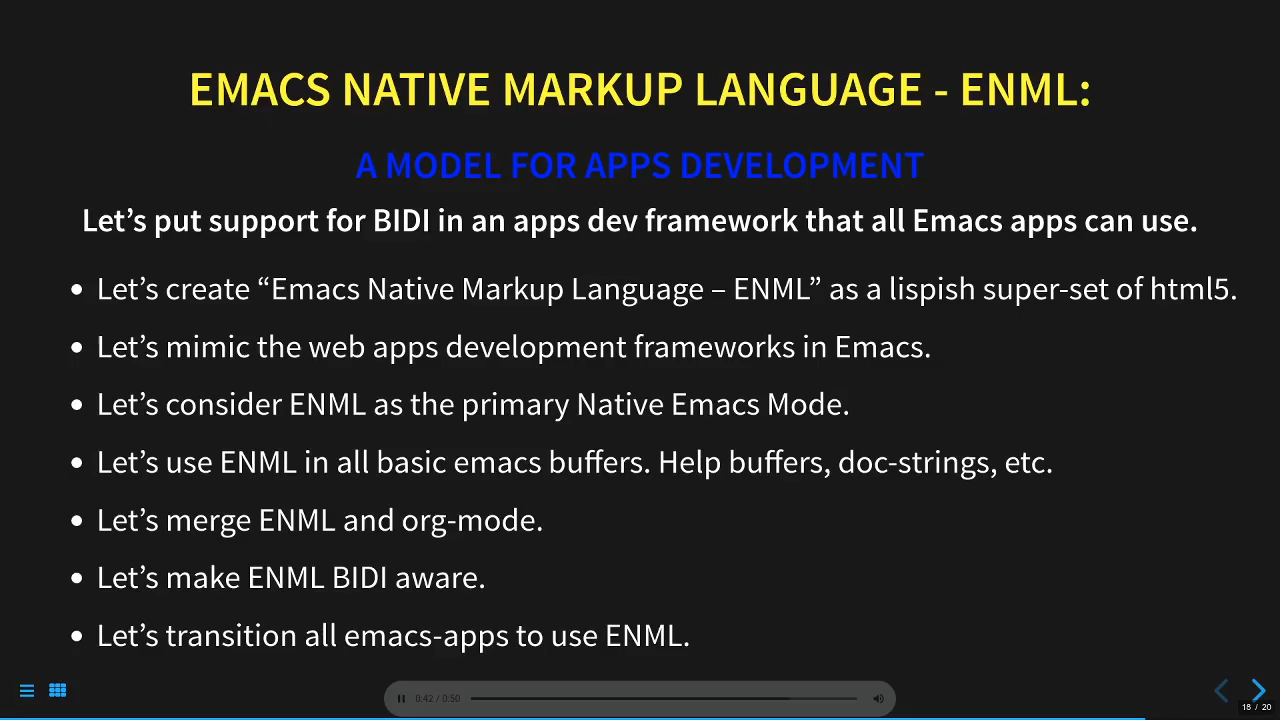 EMACS NATIVE MARKUP LANGUAGE - ENML:
A MODEL FOR APPS DEVELOPMENT
Let’s put support for BIDI in an apps dev framework that all Emacs apps can use.
• Let’s create “Emacs Native Markup Language – ENML” as a lispish super-set of html5.
• Let’s mimic the web apps development frameworks in Emacs.
• Let’s consider ENML as the primary Native Emacs Mode.
• Let’s use ENML in all basic emacs buffers. Help buffers, doc-strings, etc.
• Let’s merge ENML and org-mode.
• Let’s make ENML BIDI aware.
• Let’s transition all emacs-apps to use ENML.
0:42 / 0:50
18 / 20